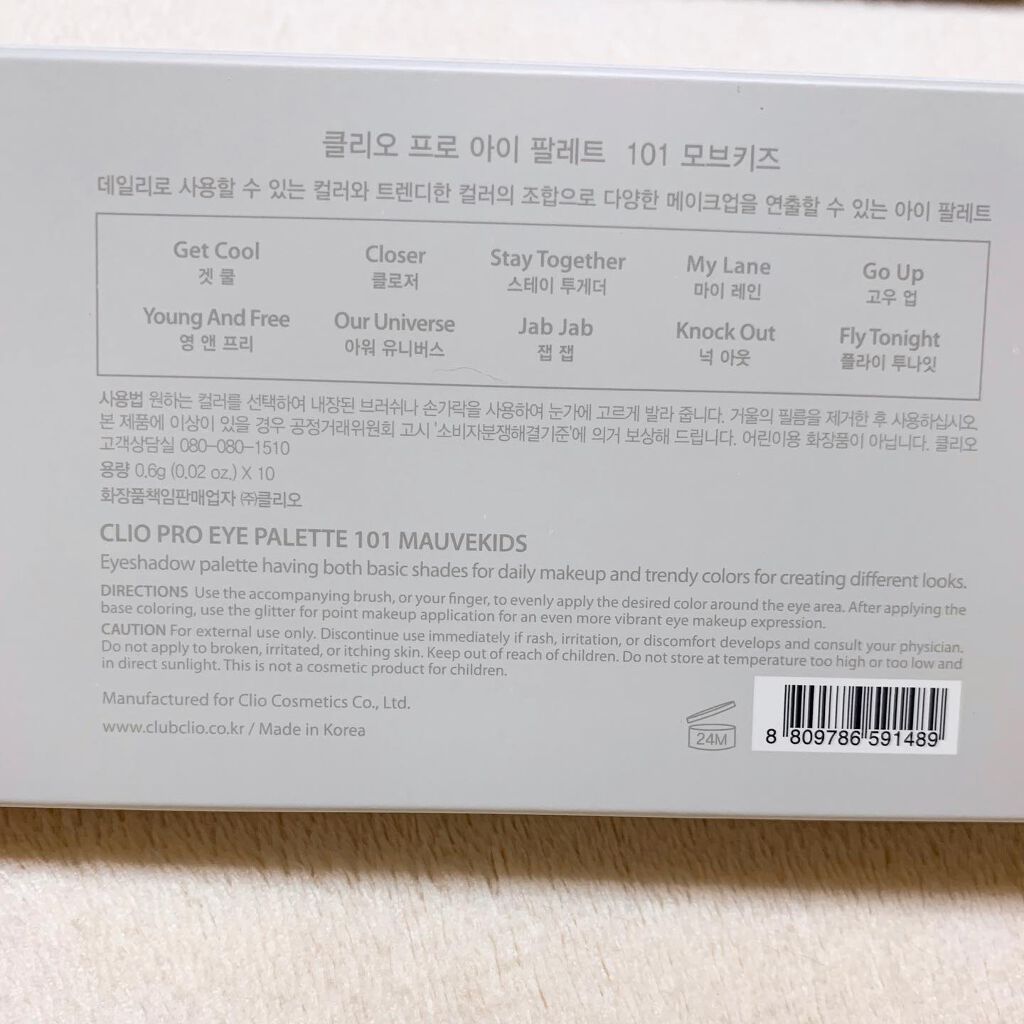 클리오 프로 아이 팔레트 101 모브키즈
데일리로 사용할 수 있는 컬러와 트렌디한 컬러의 조합으로 다양한 메이크업을 연출할 수 있는 아이 팔레트
Get Cool Closer Stay Together My Lane Go Up
겟 쿨 클로저 스테이 투게더 마이 레인 고우 업
Young And Free Our Universe Jab Jab Knock Out Fly Tonight
영 앤 프리 아워 유니버스 잽 잽 넉 아웃 플라이 투나잇
사용법 원하는 컬러를 선택하여 내장된 브러쉬나 손가락을 사용하여 눈가에 고르게 발라 줍니다. 거울의 필름을 제거한 후 사용하십시오.
본 제품에 이상이 있을 경우 공정거래위원회 고시 '소비자분쟁해결기준'에 의거 보상해 드립니다. 어린이용 화장품이 아닙니다. 클리오
고객상담실 080-080-1510
용량 0.6g (0.02 oz.) X 10
화장품책임판매업자 ㈜클리오
CLIO PRO EYE PALETTE 101 MAUVEKIDS
Eyeshadow palette having both basic shades for daily makeup and trendy colors for creating different looks.
DIRECTIONS Use the accompanying brush, or your finger, to evenly apply the desired color around the eye area. After applying the
base coloring, use the glitter for point makeup application for an even more vibrant eye makeup expression.
CAUTION For external use only. Discontinue use immediately if rash, irritation, or discomfort develops and consult your physician.
Do not apply to broken, irritated, or itching skin. Keep out of reach of children. Do not store at temperature too high or too low and
in direct sunlight. This is not a cosmetic product for children.
Manufactured for Clio Cosmetics Co., Ltd.
www.clubclio.co.kr / Made in Korea
24M
8 809786 591489